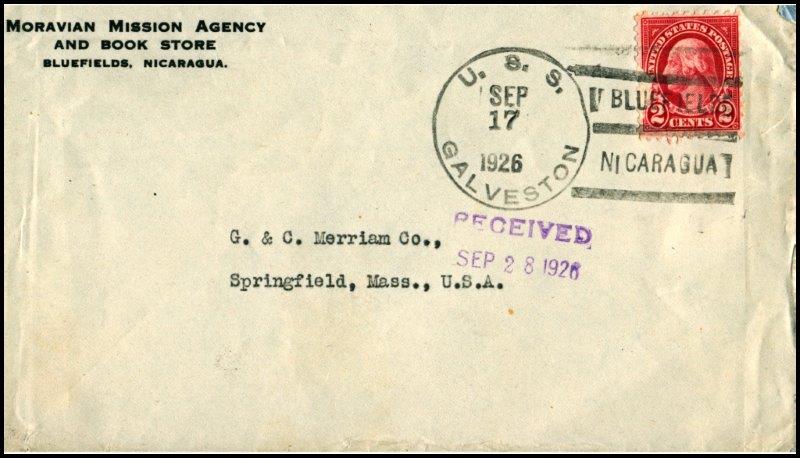 MORAVIAN MISSION AGENCY
AND BOOK STORE
BLUEFIELDS, NICARAGUA.
U. S. S.
SEP
17
1926
GALVESTON
BLUEFIELDS
NICARAGUA
UNITED STATES POSTAGE
2 CENTS 2
RECEIVED
SEP 28 1926
G. & C. Merriam Co.,
Springfield, Mass., U.S.A.